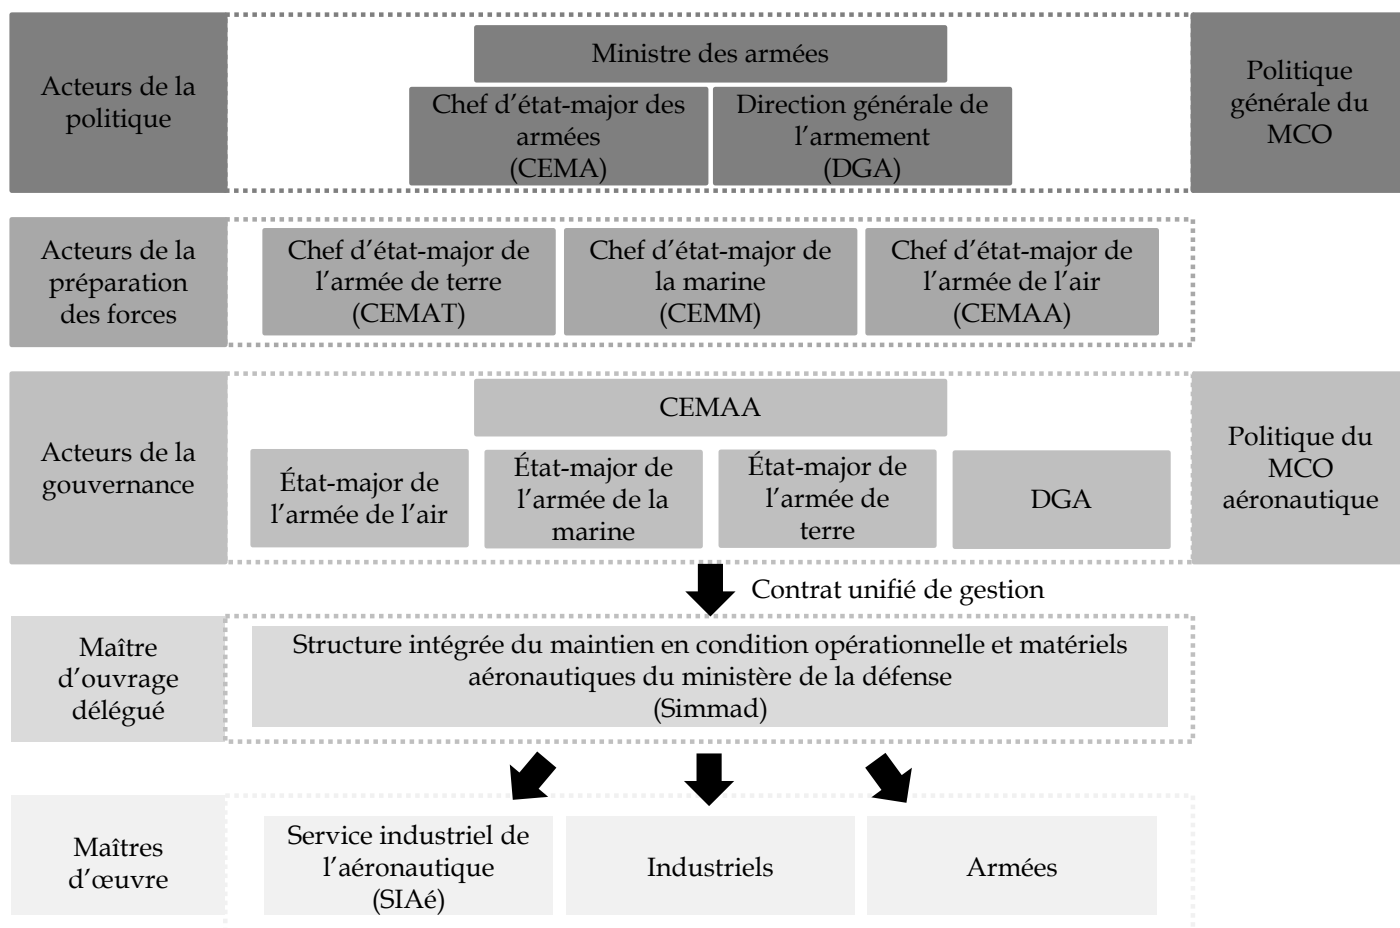 Acteurs de la
politique
Ministre des armées
Chef d'état-major des
armées
(CEMA)
Direction générale de
l'armement
(DGA)
Politique
générale du
MCO
Acteurs de la
préparation
des forces
Chef d'état-major de
l'armée de terre
(CEMAT)
Chef d'état-major de
la marine
(CEMM)
Chef d'état-major de
l'armée de l'air
(CEMAA)
Acteurs de la
gouvernance
CEMAA
État-major de
l'armée de l'air
État-major de
l'armée de la
marine
État-major de
l'armée de
terre
DGA
Politique du
MCO
aéronautique
Contrat unifié de gestion
Maître
d'ouvrage
délégué
Structure intégrée du maintien en condition opérationnelle et matériels
aéronautiques du ministère de la défense
(Simmad)
Maîtres
d'œuvre
Service industriel de
l'aéronautique
(SIAé)
Industriels
Armées